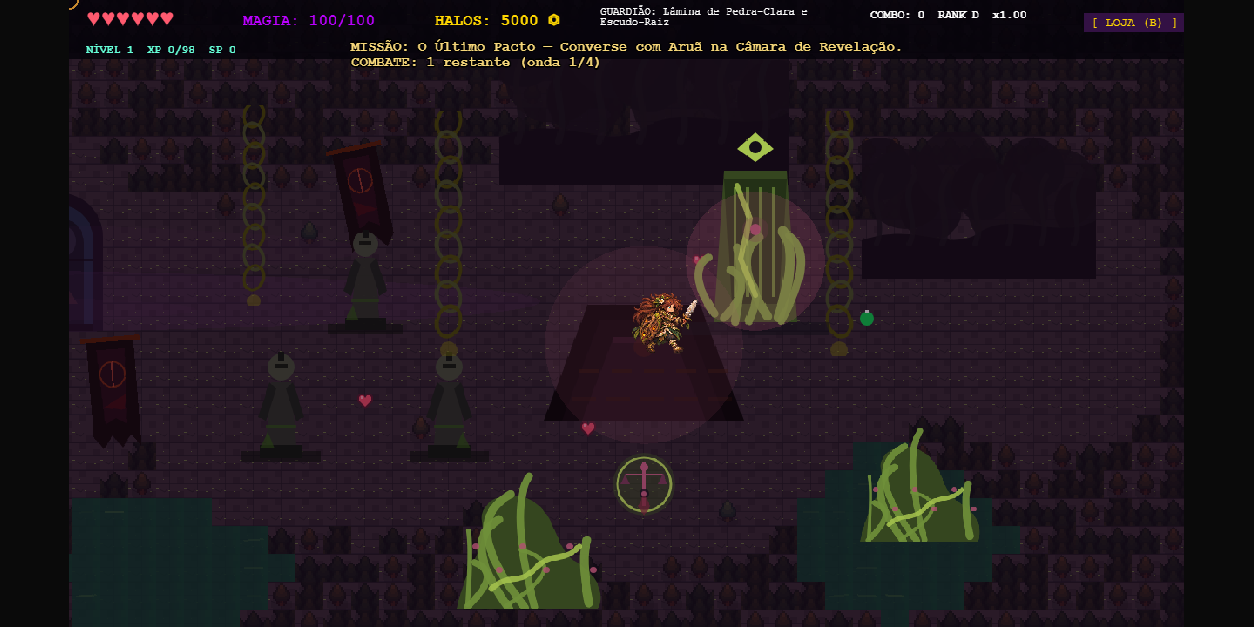 MAGIA: 100/100
HALOS: 5000
GUARDIÃO: Lâmina de Pedra-Clara e
Escudo-Raiz
COMBO: 0 RANK D x1.00
[ LOJA (B) ]
NÍVEL 1 XP 0/98 SP 0
MISSÃO: O Último Pacto — Converse com Aruã na Câmara de Revelação.
COMBATE: 1 restante (onda 1/4)